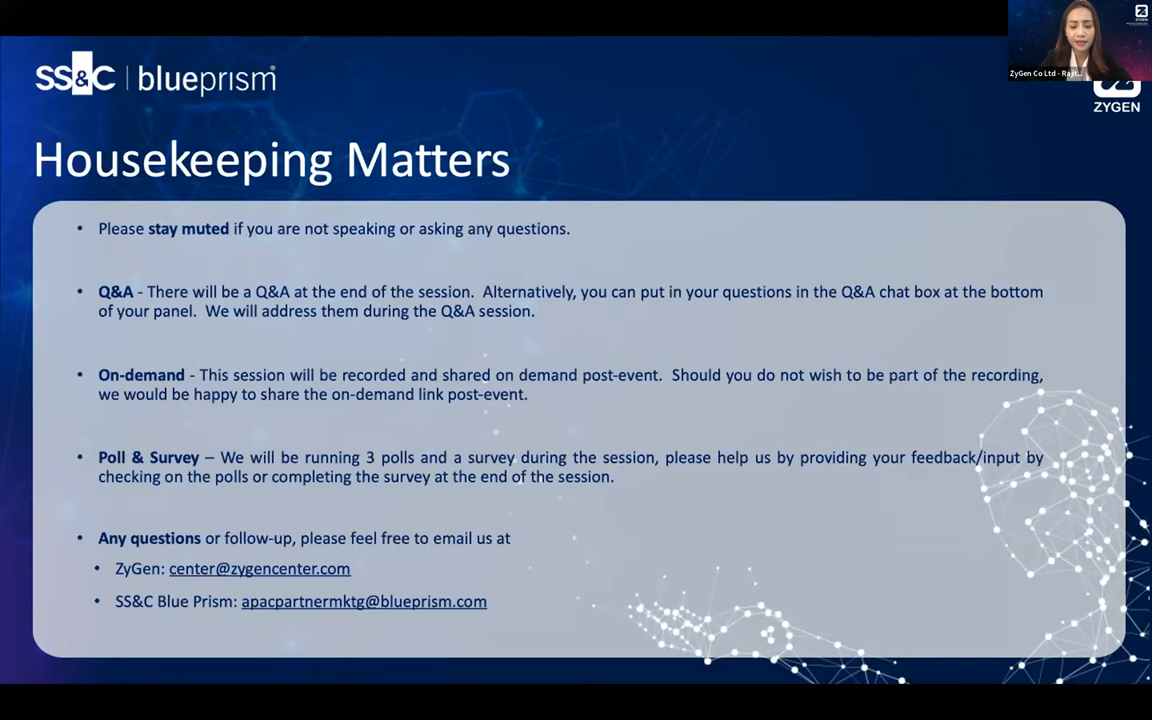 SS&C | blueprism®
ZYGEN
ZyGen Co Ltd - Rajt...
ZYGEN
Housekeeping Matters
• Please stay muted if you are not speaking or asking any questions.
• Q&A - There will be a Q&A at the end of the session. Alternatively, you can put in your questions in the Q&A chat box at the bottom
of your panel. We will address them during the Q&A session.
• On-demand - This session will be recorded and shared on demand post-event. Should you do not wish to be part of the recording,
we would be happy to share the on-demand link post-event.
• Poll & Survey – We will be running 3 polls and a survey during the session, please help us by providing your feedback/input by
checking on the polls or completing the survey at the end of the session.
• Any questions or follow-up, please feel free to email us at
• ZyGen: center@zygencenter.com
• SS&C Blue Prism: apacpartnermktg@blueprism.com